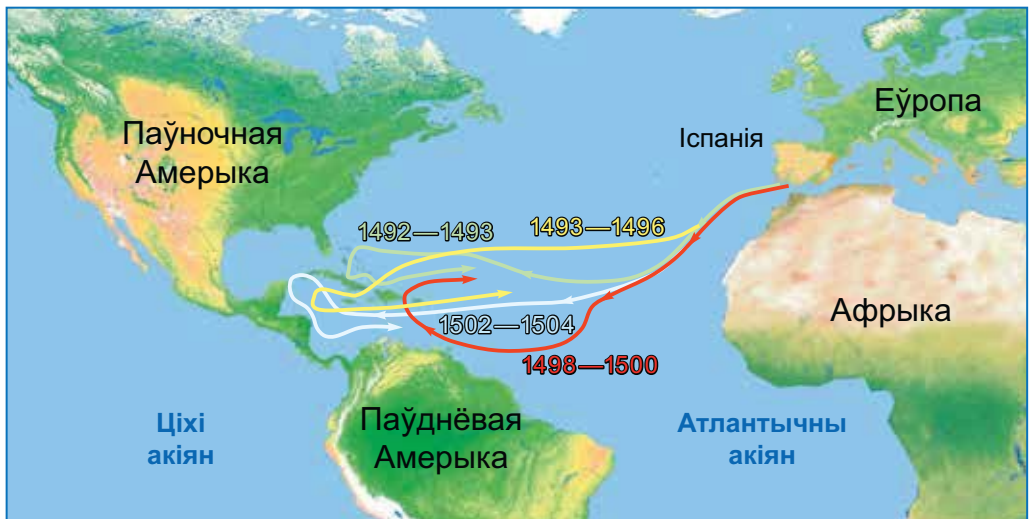 Еўропа
Паўночная
Амерыка
Іспанія
1492—1493
1493—1496
Афрыка
1502—1504
1498—1500
Ціхі
акіян
Паўднёвая
Амерыка
Атлантычны
акіян